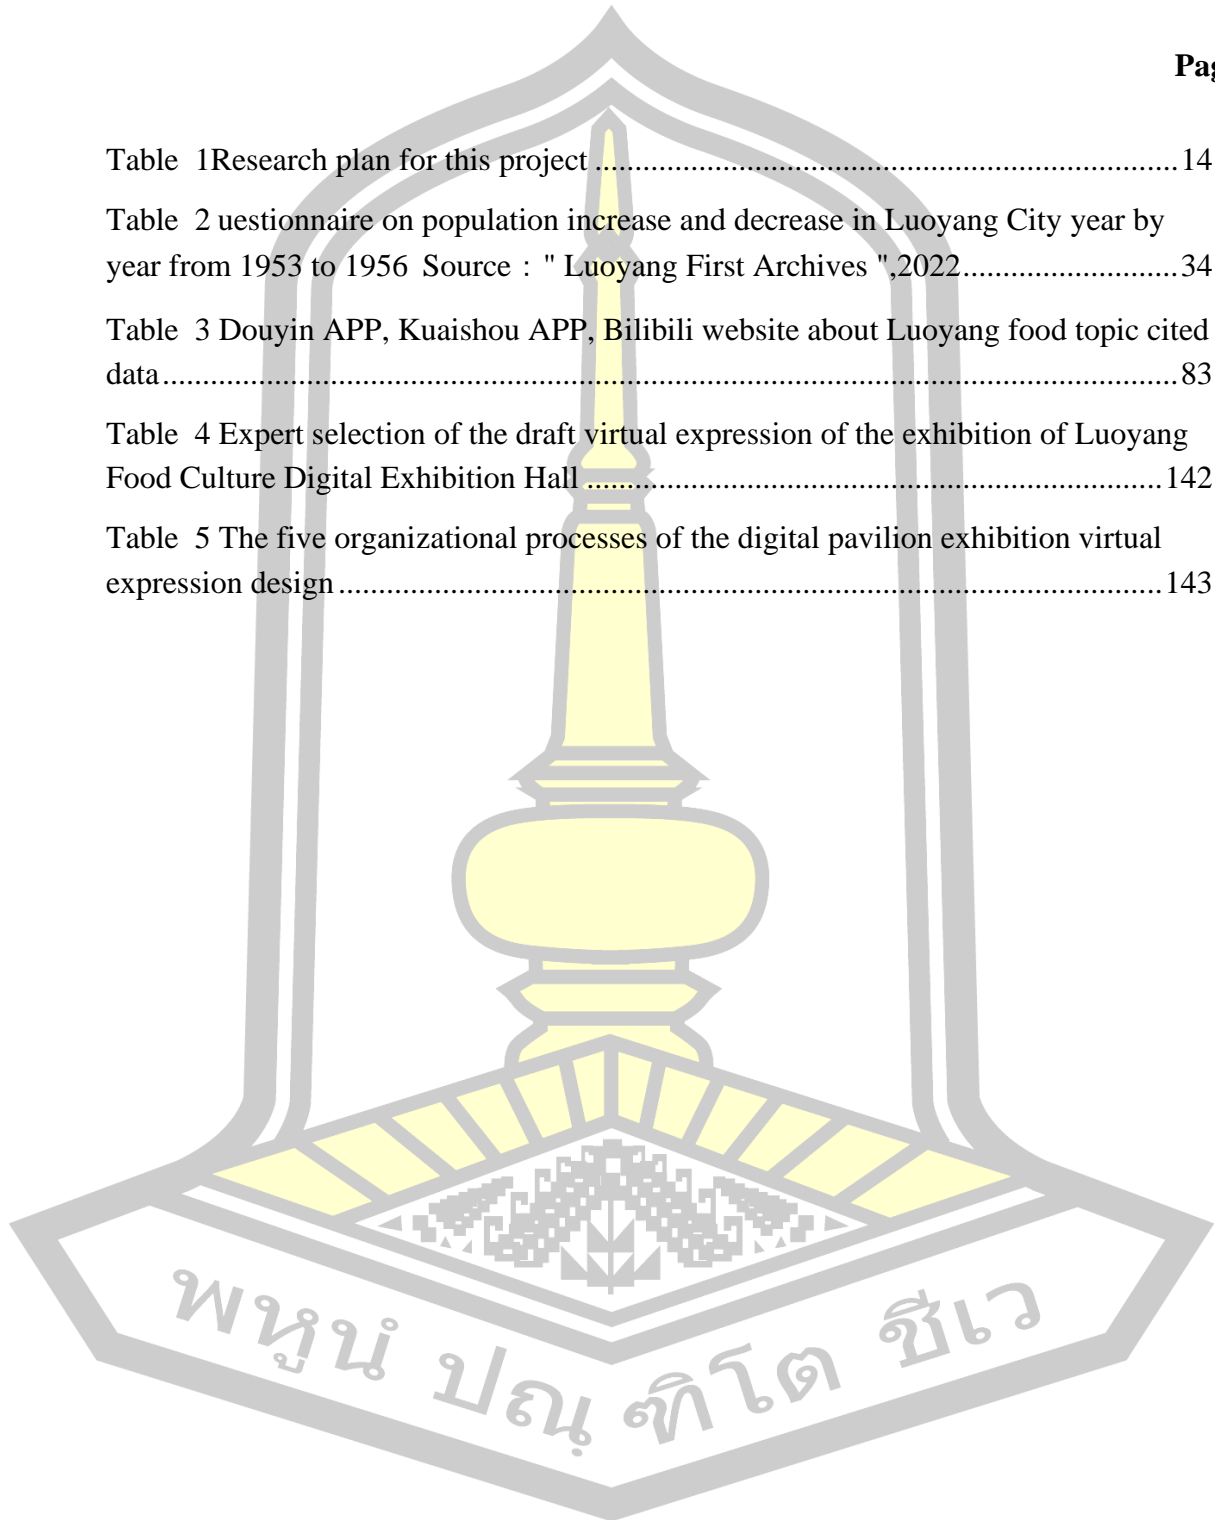 Pag
Table 1Research plan for this project ........................................................................14
Table 2 uestionnaire on population increase and decrease in Luoyang City year by
year from 1953 to 1956 Source : " Luoyang First Archives ",2022...........................34
Table 3 Douyin APP, Kuaishou APP, Bilibili website about Luoyang food topic cited
data................................................................................................................................83
Table 4 Expert selection of the draft virtual expression of the exhibition of Luoyang
Food Culture Digital Exhibition Hall ........................................................................142
Table 5 The five organizational processes of the digital pavilion exhibition virtual
expression design .......................................................................................................143
พหูนํ ปณฺฑิโต ชีเว